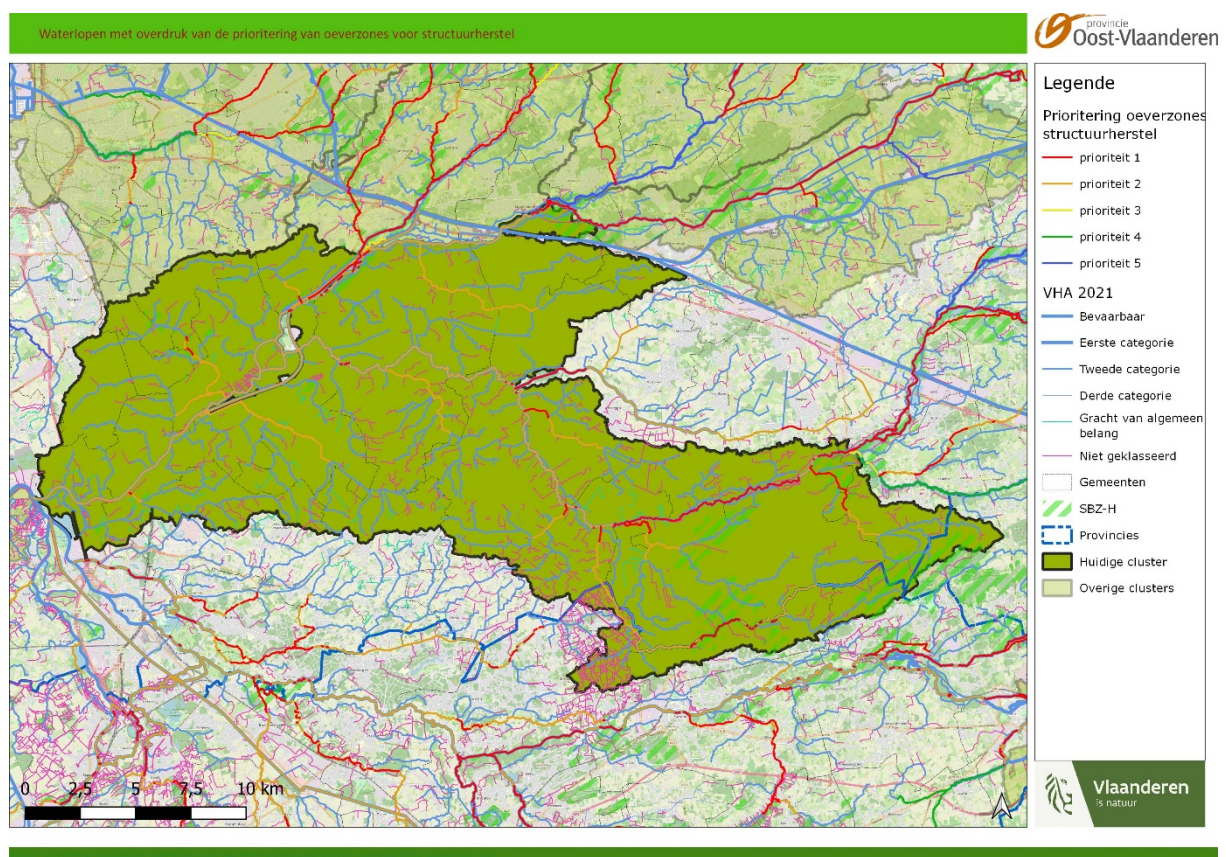 Waterlopen met overdruk van de prioritering van oeverzones voor structuurherstel
provincie
Oost-Vlaanderen
Legende
Prioritering oeverzones
structuurherstel
prioriteit 1
prioriteit 2
prioriteit 3
prioriteit 4
prioriteit 5
VHA 2021
Bevaarbaar
Eerste categorie
Tweede categorie
Derde categorie
Gracht van algemeen
belang
Niet geklasseerd
Gemeenten
SBZ-H
Provincies
Huidige cluster
Overige clusters
0 2,5 5 7,5 10 km
Vlaanderen
is natuur